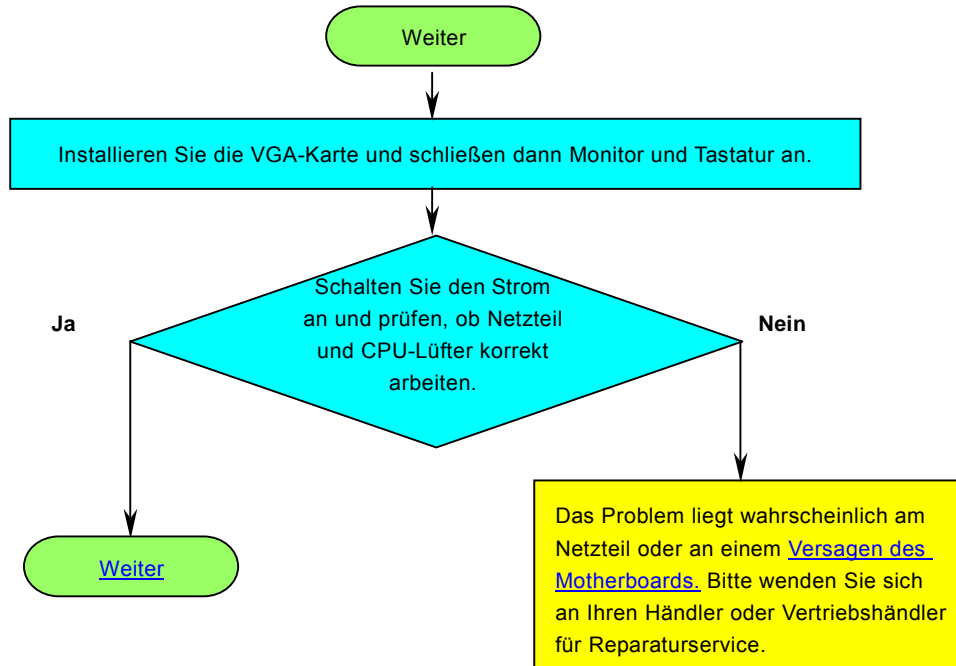 Weiter
Installieren Sie die VGA-Karte und schließen dann Monitor und Tastatur an.
Schalten Sie den Strom
an und prüfen, ob Netzteil
und CPU-Lüfter korrekt
arbeiten.
Ja
Nein
Weiter
Das Problem liegt wahrscheinlich am
Netzteil oder an einem Versagen des
Motherboards. Bitte wenden Sie sich
an Ihren Händler oder Vertriebshändler
für Reparaturservice.